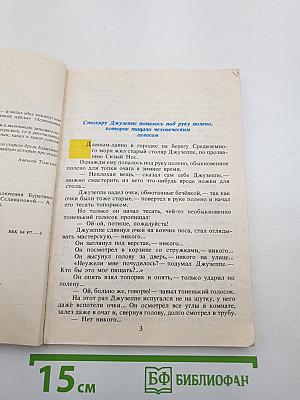 Столяру Джузеппе попалось под руку полено,
которое пищало человеческим
голосом
Давным-давно в городке на берегу Средиземно-
го моря жил старый столяр Джузеппе, по прозва-
нию Сизый Нос.
Однажды ему попалось под руку полено, обыкновенное
полено для топки очага в зимнее время.
— Неплохая вещь,— сказал сам себе Джузеппе,—
можно смастерить из него что-нибудь вроде ножки для
стола...
Джузеппе надел очки, обмотанные бечёвкой,— так как
очки были тоже старые,— повертел в руке полено и начал
его тесать топориком.
Но только он начал тесать, чей-то необыкновенно
тоненький голосок пропищал:
— Ой-ой, потише, пожалуйста!
Джузеппе сдвинул очки на кончик носа, стал огляды-
вать мастерскую,— никого...
Он заглянул под верстак,— никого...
Он посмотрел в корзине со стружками,— никого...
Он высунул голову за дверь,— никого на улице...
«Неужели мне почудилось?— подумал Джузеппе.—
Кто бы это мог пищать?..»
Он опять взял топорик и опять,— только ударил по
полену...
— Ой, больно же, говорю!— завыл тоненький голосок.
На этот раз Джузеппе испугался не на шутку, у него
даже вспотели очки... Он осмотрел все углы в комнате,
залез даже в очаг и, свернув голову, долго смотрел в трубу.
— Нет никого...
3
Алексей Толстой
ББК 84 Р7
15 см
БФ БИБЛИОФАН